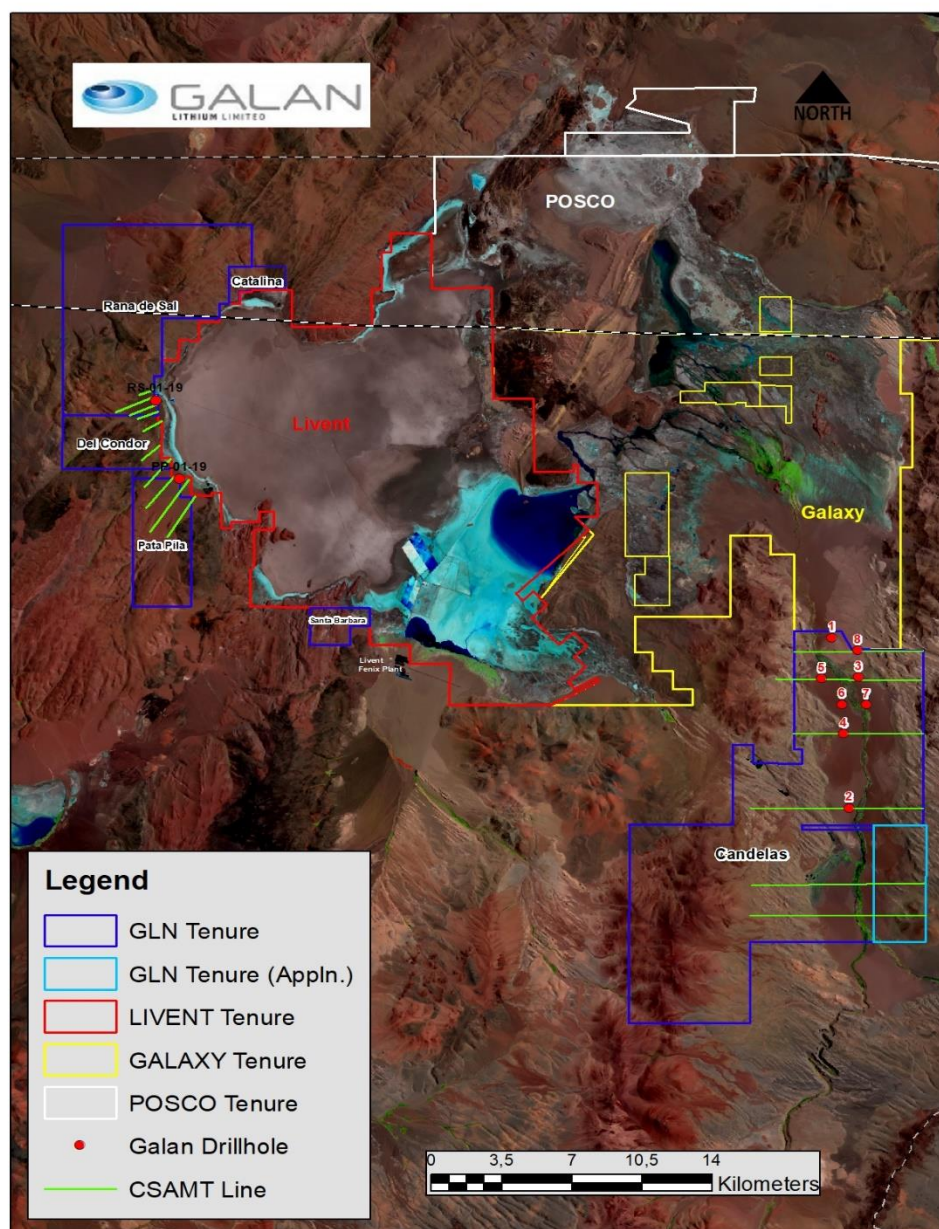 GALAN
LITHIUM LIMITED
NORTH
POSCO
Catalina
Rana de Sal
RS-01-19
Livent
Del Condor
PP-01-19
Galaxy
Pata Pila
Santa Barbara
1
8
Livent
Fenix Plant
3
5
6
7
4
2
Candelas
Legend
GLN Tenure
GLN Tenure (Appln.)
LIVENT Tenure
GALAXY Tenure
POSCO Tenure
Galan Drillhole
CSAMT Line
0 3,5 7 10,5 14
Kilometers